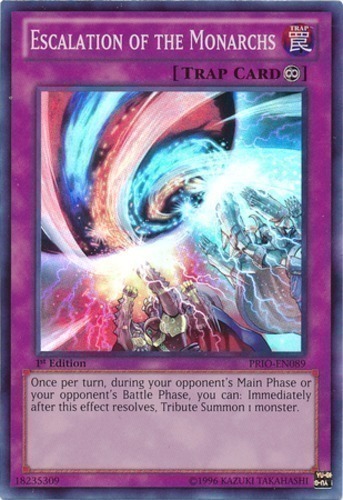 ESCALATION OF THE MONARCHS
TRAP
罠
[TRAP CARD]
1st Edition
PRIO-EN089
Once per turn, during your opponent's Main Phase or
your opponent's Battle Phase, you can: Immediately
after this effect resolves, Tribute Summon 1 monster.
18235309
©1996 KAZUKI TAKAHASHI